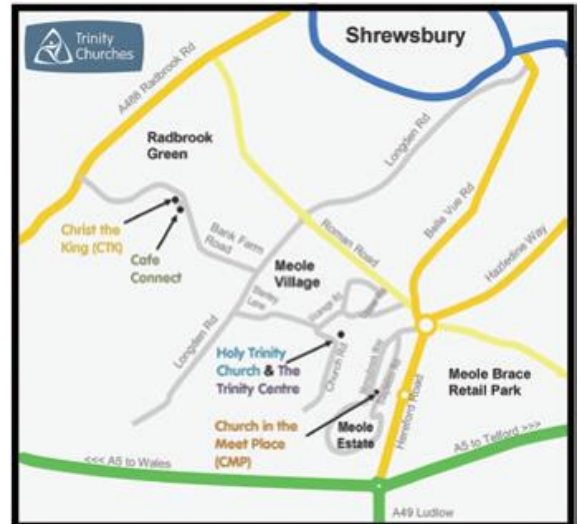 Trinity
Churches
Shrewsbury
A488 Radbrook Rd
Radbrook
Green
Longden Rd
Christ the
King (CTK)
Cafe
Connect
Bank Farm
Road
Roman Road
Belle Vue Rd
Hazledine Way
Meole
Village
Longden Rd
Holy Trinity
Church & The
Trinity Centre
Church Rd
Church in the
Meet Place
(CMP)
Meole
Estate
Hereford Road
Meole Brace
Retail Park
<<< A5 to Wales
A5 to Telford >>>
A49 Ludlow